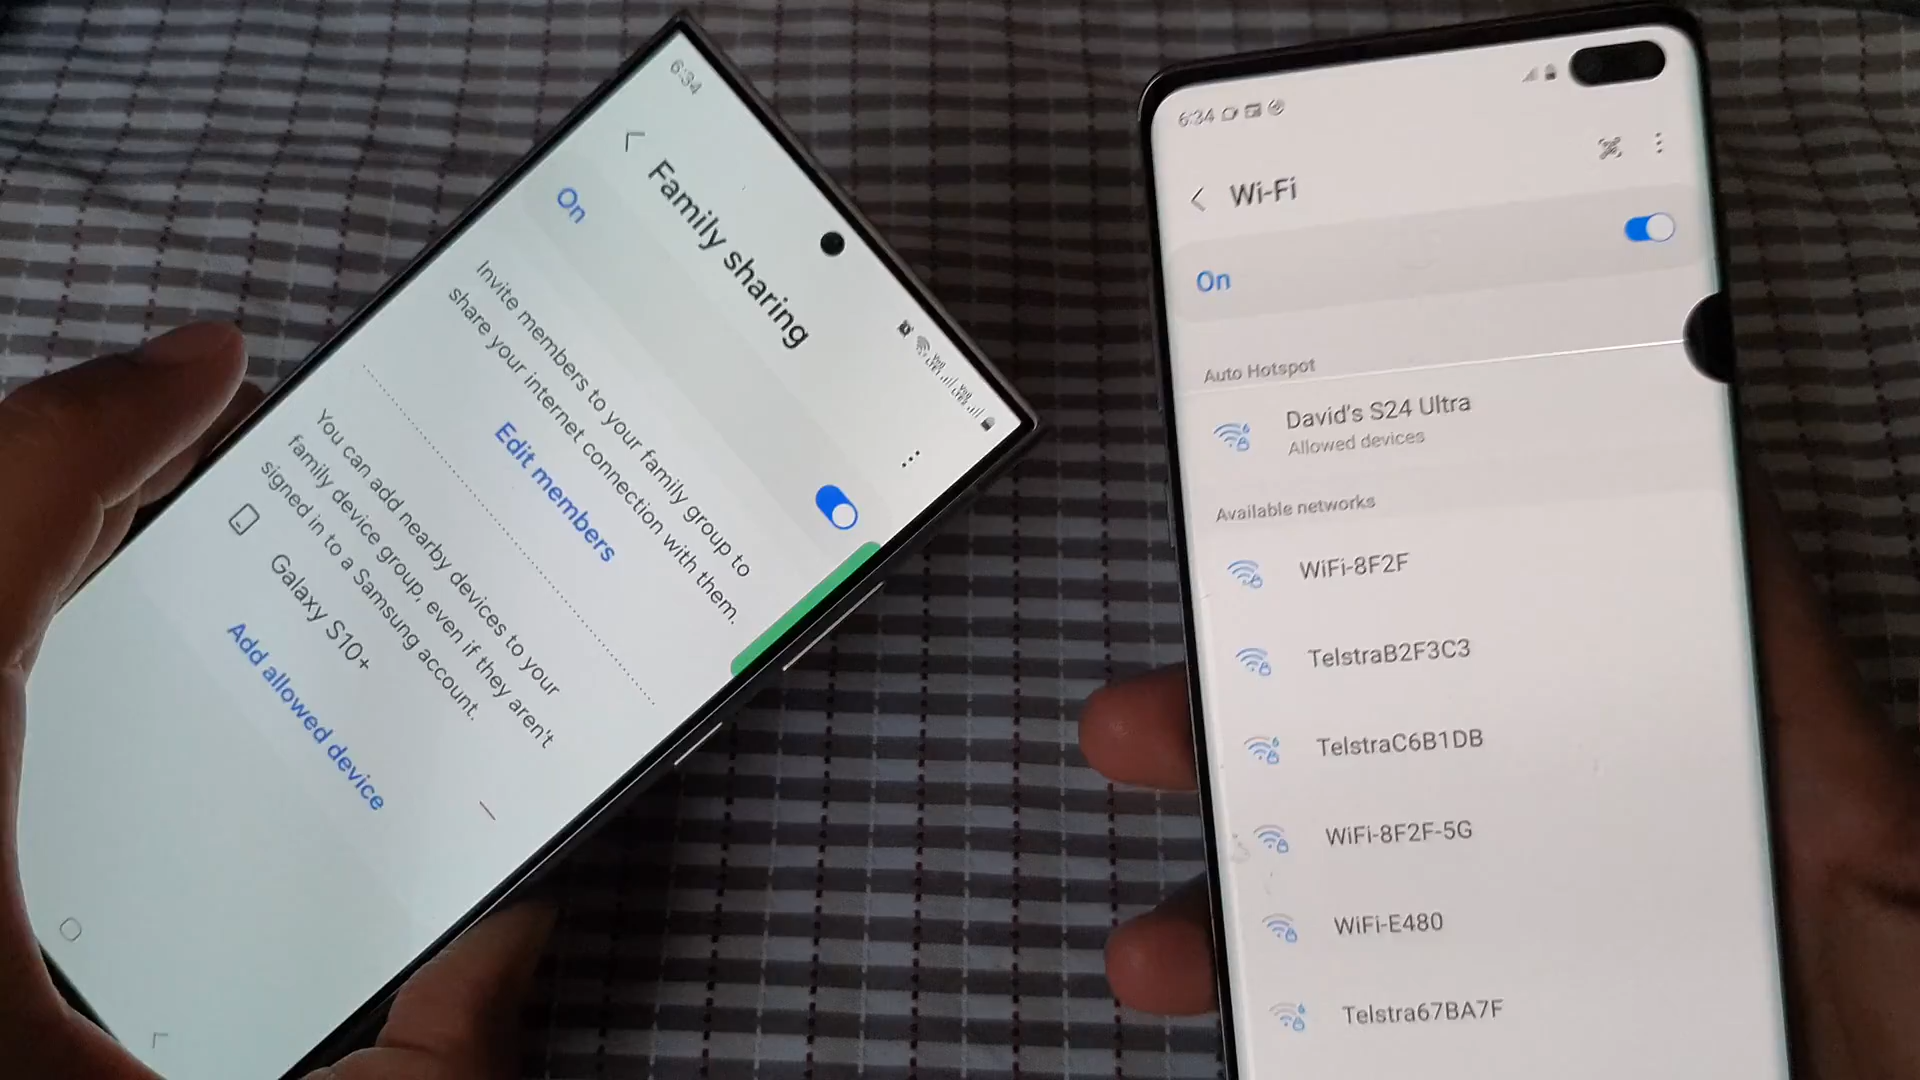 6:34
Family sharing
On
Invite members to your family group to
share your internet connection with them.
Edit members
You can add nearby devices to your
family device group, even if they aren't
signed in to a Samsung account.
Galaxy S10+
Add allowed device
6:34
Wi-Fi
On
Auto Hotspot
David's S24 Ultra
Allowed devices
Available networks
WiFi-8F2F
TelstraB2F3C3
TelstraC6B1DB
WiFi-8F2F-5G
WiFi-E480
Telstra67BA7F